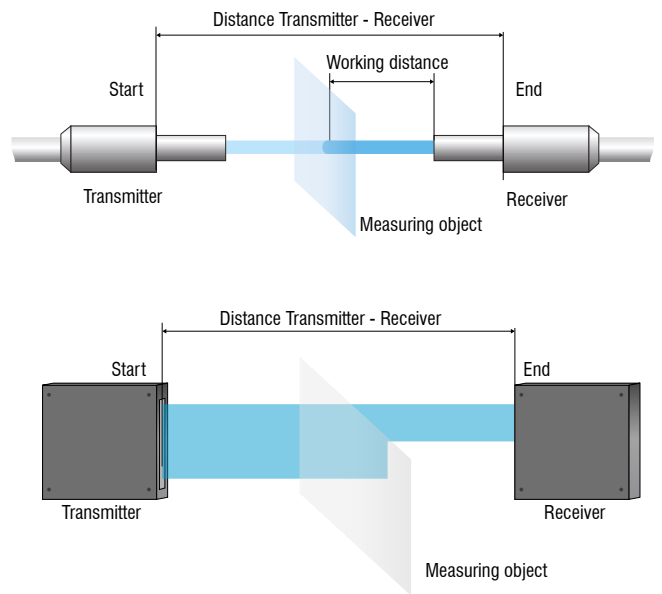 Distance Transmitter - Receiver
Working distance
Start
End
Transmitter
Receiver
Measuring object
Distance Transmitter - Receiver
Start
End
Transmitter
Receiver
Measuring object